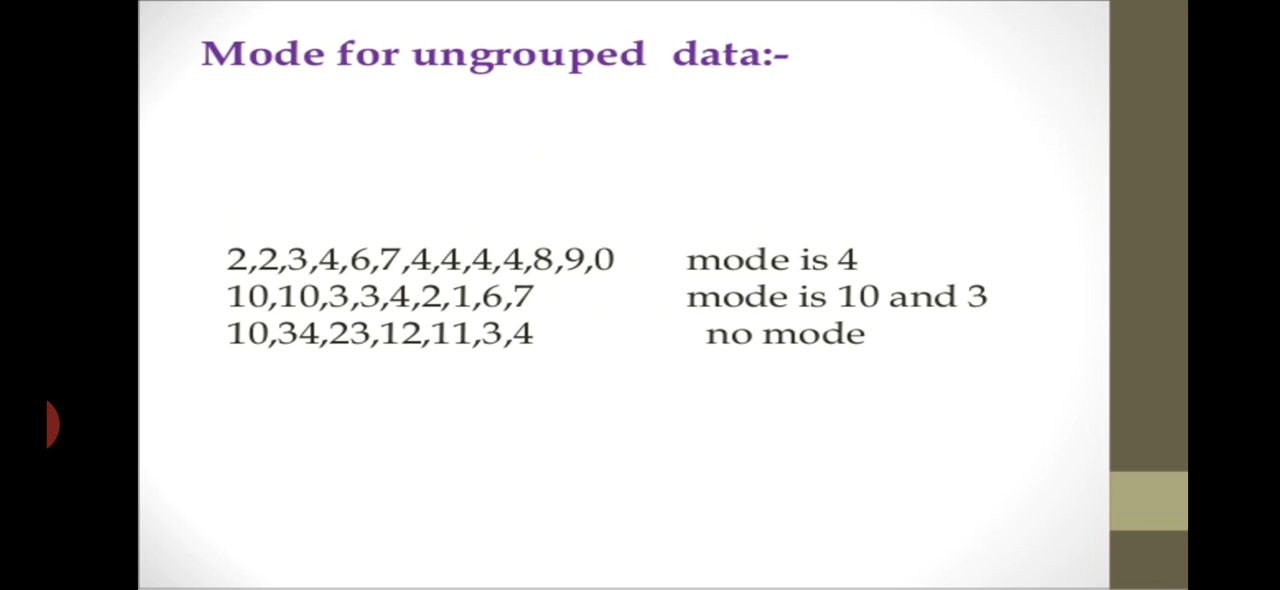 Mode for ungrouped data:-
2,2,3,4,6,7,4,4,4,4,8,9,0 mode is 4
10,10,3,3,4,2,1,6,7 mode is 10 and 3
10,34,23,12,11,3,4 no mode